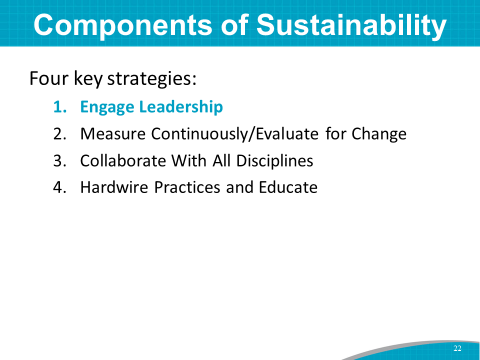 Components of Sustainability
Four key strategies:
1. Engage Leadership
2. Measure Continuously/Evaluate for Change
3. Collaborate With All Disciplines
4. Hardwire Practices and Educate
22